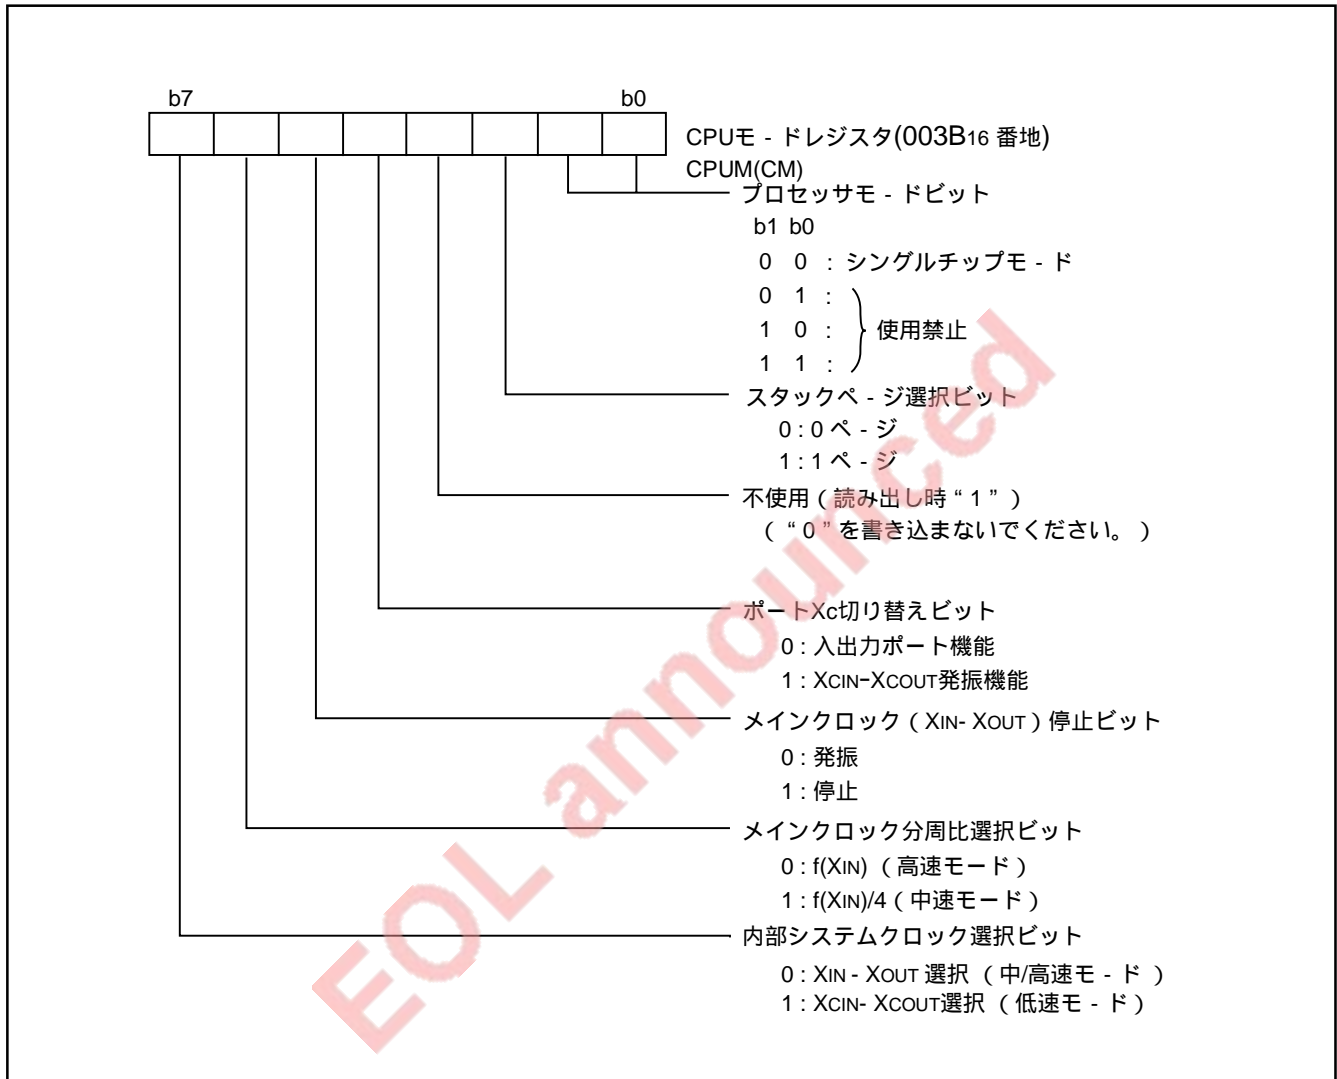 b7 b0
CPUモ - ドレジスタ(003B16 番地)
CPUM(CM)
プロセッサモ - ドビット
b1 b0
0 0 : シングルチップモ - ド
0 1 :
1 0 : 使用禁止
1 1 :
スタックペ - ジ選択ビット
0 : 0 ペ - ジ
1 : 1 ペ - ジ
不使用 ( 読み出し時 “ 1 ” )
( “ 0 ” を書き込まないでください。 )
ポートXc切り替えビット
0 : 入出力ポート機能
1 : XCIN-XCOUT発振機能
メインクロック ( XIN- XOUT ) 停止ビット
0 : 発振
1 : 停止
メインクロック分周比選択ビット
0 : f(XIN) ( 高速モード )
1 : f(XIN)/4 ( 中速モード )
内部システムクロック選択ビット
0 : XIN - XOUT 選択 ( 中/高速モ - ド )
1 : XCIN- XCOUT選択 ( 低速モ - ド )
EOL announced